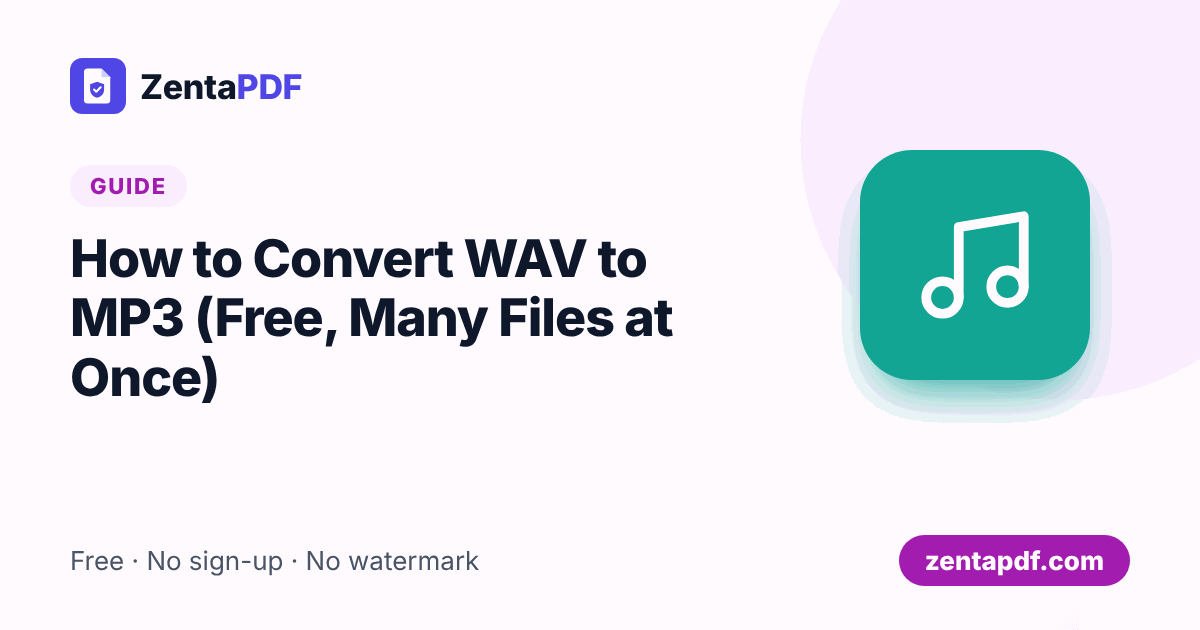 ZentaPDF
GUIDE
How to Convert WAV to
MP3 (Free, Many Files at
Once)
Free · No sign-up · No watermark
zentapdf.com